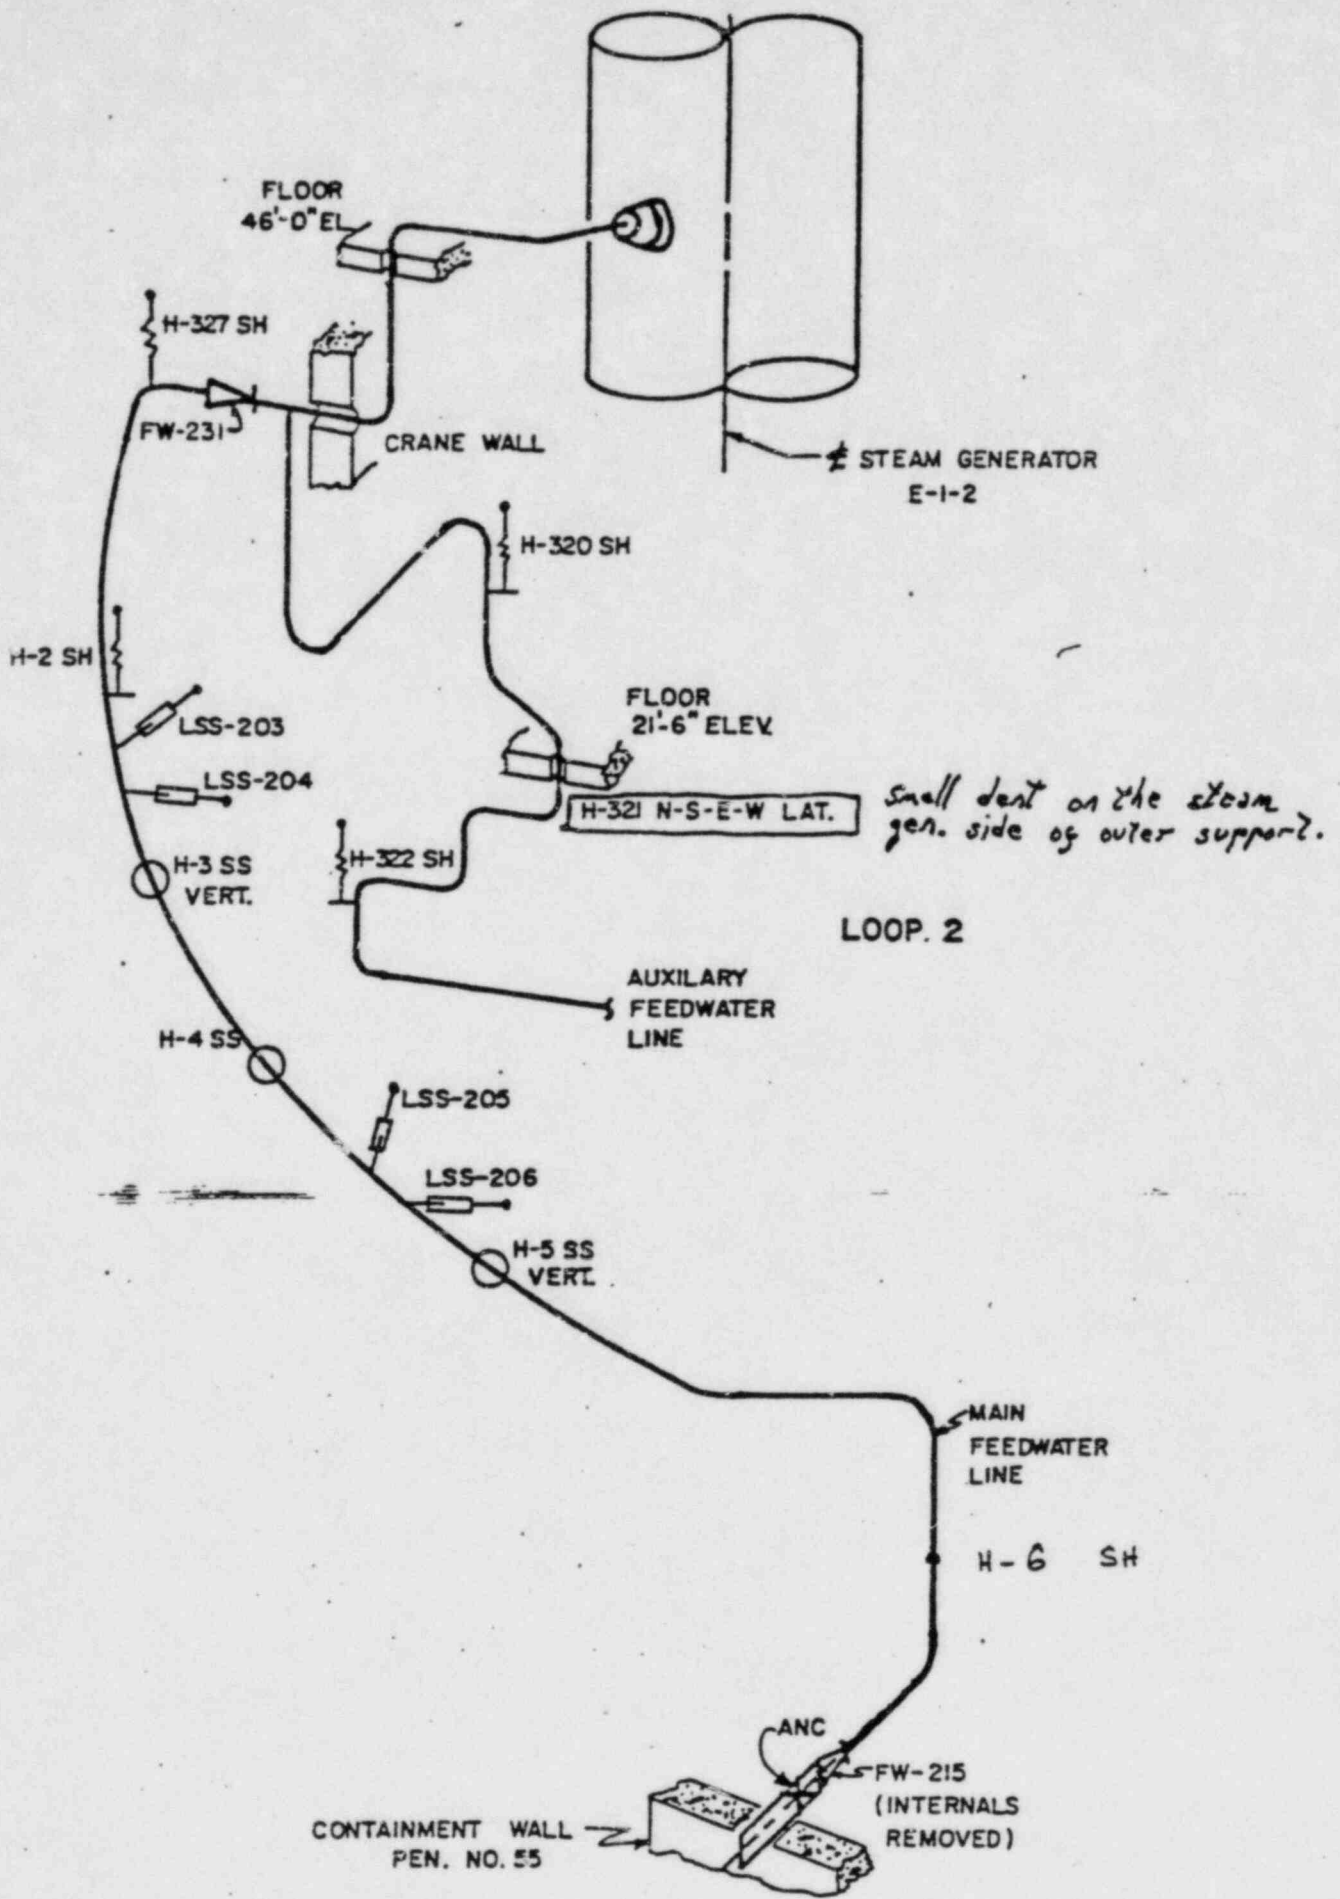 FLOOR
46'-0" EL
H-327 SH
FW-231
CRANE WALL
℄ STEAM GENERATOR
E-1-2
H-320 SH
H-2 SH
LSS-203
FLOOR
21'-6" ELEV.
LSS-204
H-321 N-S-E-W LAT.
Small dent on the steam
gen. side of outer support.
H-3 SS
VERT.
H-322 SH
LOOP. 2
AUXILARY
FEEDWATER
LINE
H-4 SS
LSS-205
LSS-206
H-5 SS
VERT.
MAIN
FEEDWATER
LINE
H-6 SH
ANC
FW-215
(INTERNALS
REMOVED)
CONTAINMENT WALL
PEN. NO. 55